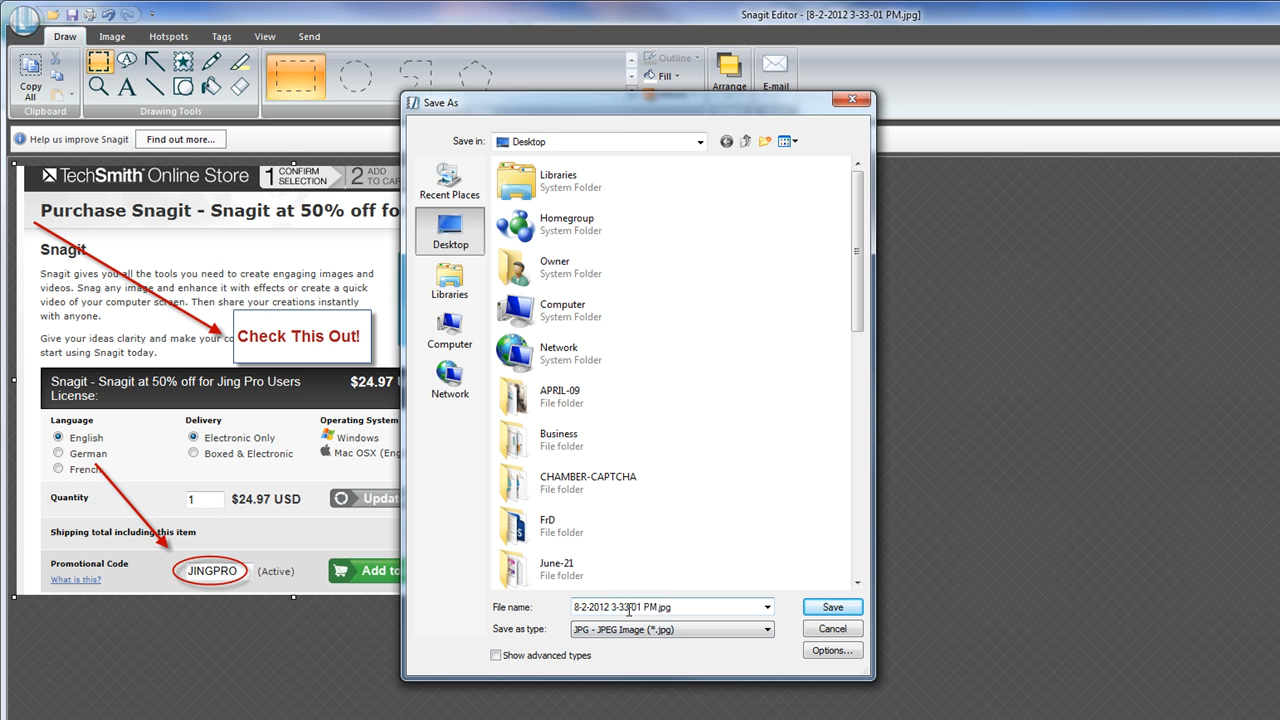 Snagit Editor - [8-2-2012 3-33-01 PM.jpg]
Draw Image Hotspots Tags View Send
Copy
All
Clipboard
Drawing Tools
Outline
Fill
Arrange
E-mail
Help us improve Snagit
Find out more...
TechSmith Online Store
1 CONFIRM
SELECTION
2 ADD
TO CA
Purchase Snagit - Snagit at 50% off fo
Snagit
Snagit gives you all the tools you need to create engaging images and
videos. Snag any image and enhance it with effects or create a quick
video of your computer screen. Then share your creations instantly
with anyone.
Give your ideas clarity and make your co
start using Snagit today.
Check This Out!
Snagit - Snagit at 50% off for Jing Pro Users
License:
$24.97 U
Language Delivery Operating System
English Electronic Only Windows
German Boxed & Electronic Mac OSX (Eng
French
Quantity 1 $24.97 USD Updat
Shipping total including this item
Promotional Code
What is this?
JINGPRO (Active) Add to
Save As
Save in: Desktop
Recent Places
Desktop
Libraries
Computer
Network
Libraries
System Folder
Homegroup
System Folder
Owner
System Folder
Computer
System Folder
Network
System Folder
APRIL-09
File folder
Business
File folder
CHAMBER-CAPTCHA
File folder
FrD
File folder
June-21
File folder
File name: 8-2-2012 3-33-01 PM.jpg Save
Save as type: JPG - JPEG Image (*.jpg) Cancel
Show advanced types Options...